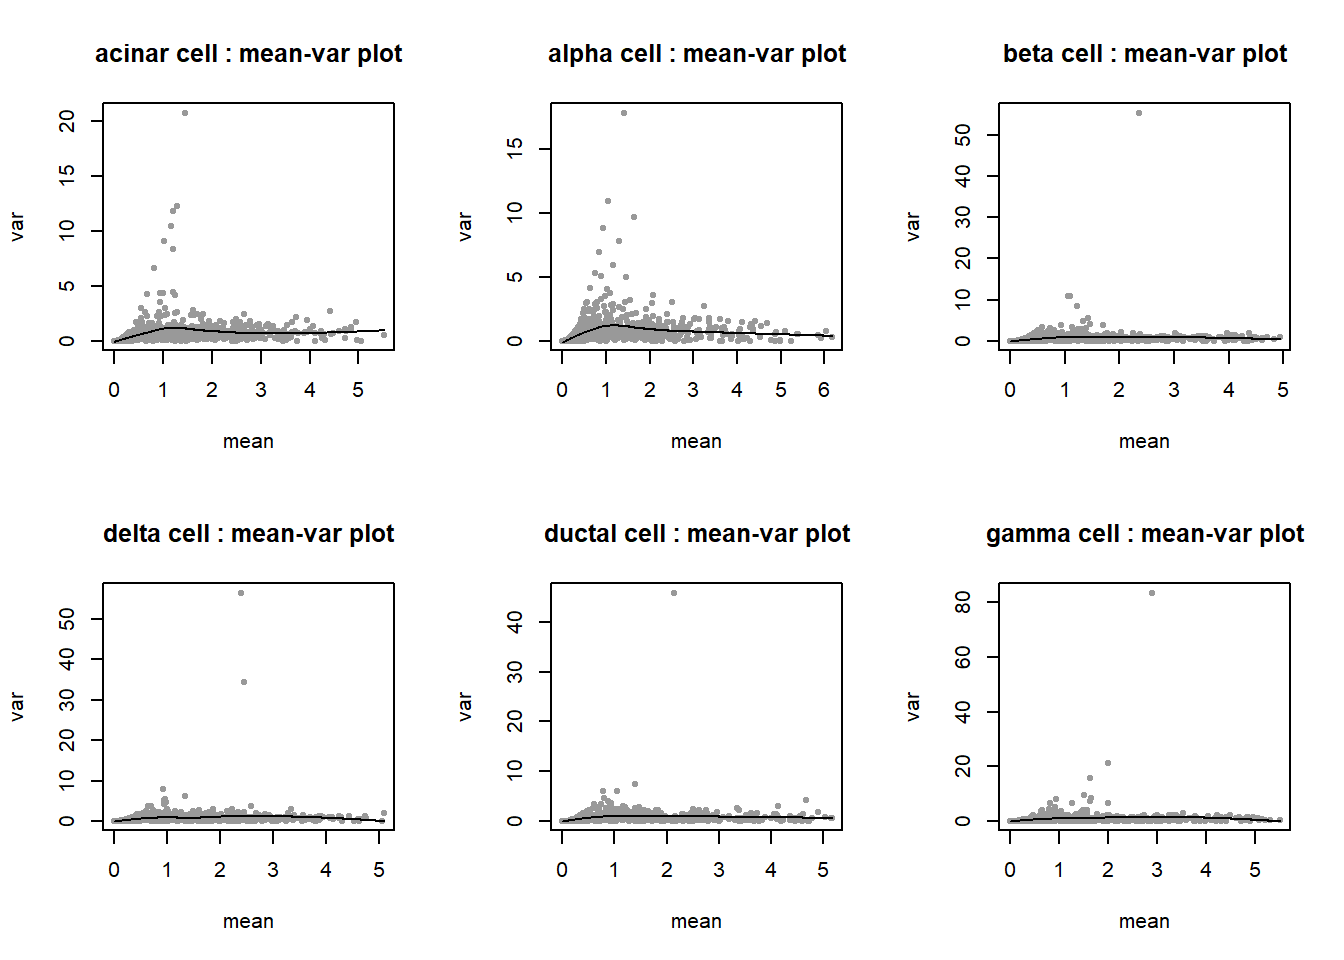 acinar cell : mean-var plot
var
20
15
10
5
0
0 1 2 3 4 5
mean
alpha cell : mean-var plot
var
15
10
5
0
0 1 2 3 4 5 6
mean
beta cell : mean-var plot
var
50
40
30
20
10
0
0 1 2 3 4 5
mean
delta cell : mean-var plot
var
50
40
30
20
10
0
0 1 2 3 4 5
mean
ductal cell : mean-var plot
var
40
30
20
10
0
0 1 2 3 4 5
mean
gamma cell : mean-var plot
var
80
60
40
20
0
0 1 2 3 4 5
mean